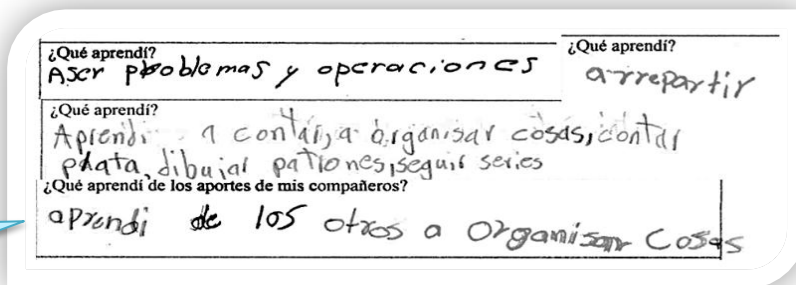 ¿Qué aprendí?
Aser problemas y operaciones
¿Qué aprendí?
arrepartir
¿Qué aprendí?
Aprendi a contar, a organisar cosas, contar
plata, dibujar patrones, seguir series
¿Qué aprendí de los aportes de mis compañeros?
aprendi de los otros a organisar cosas